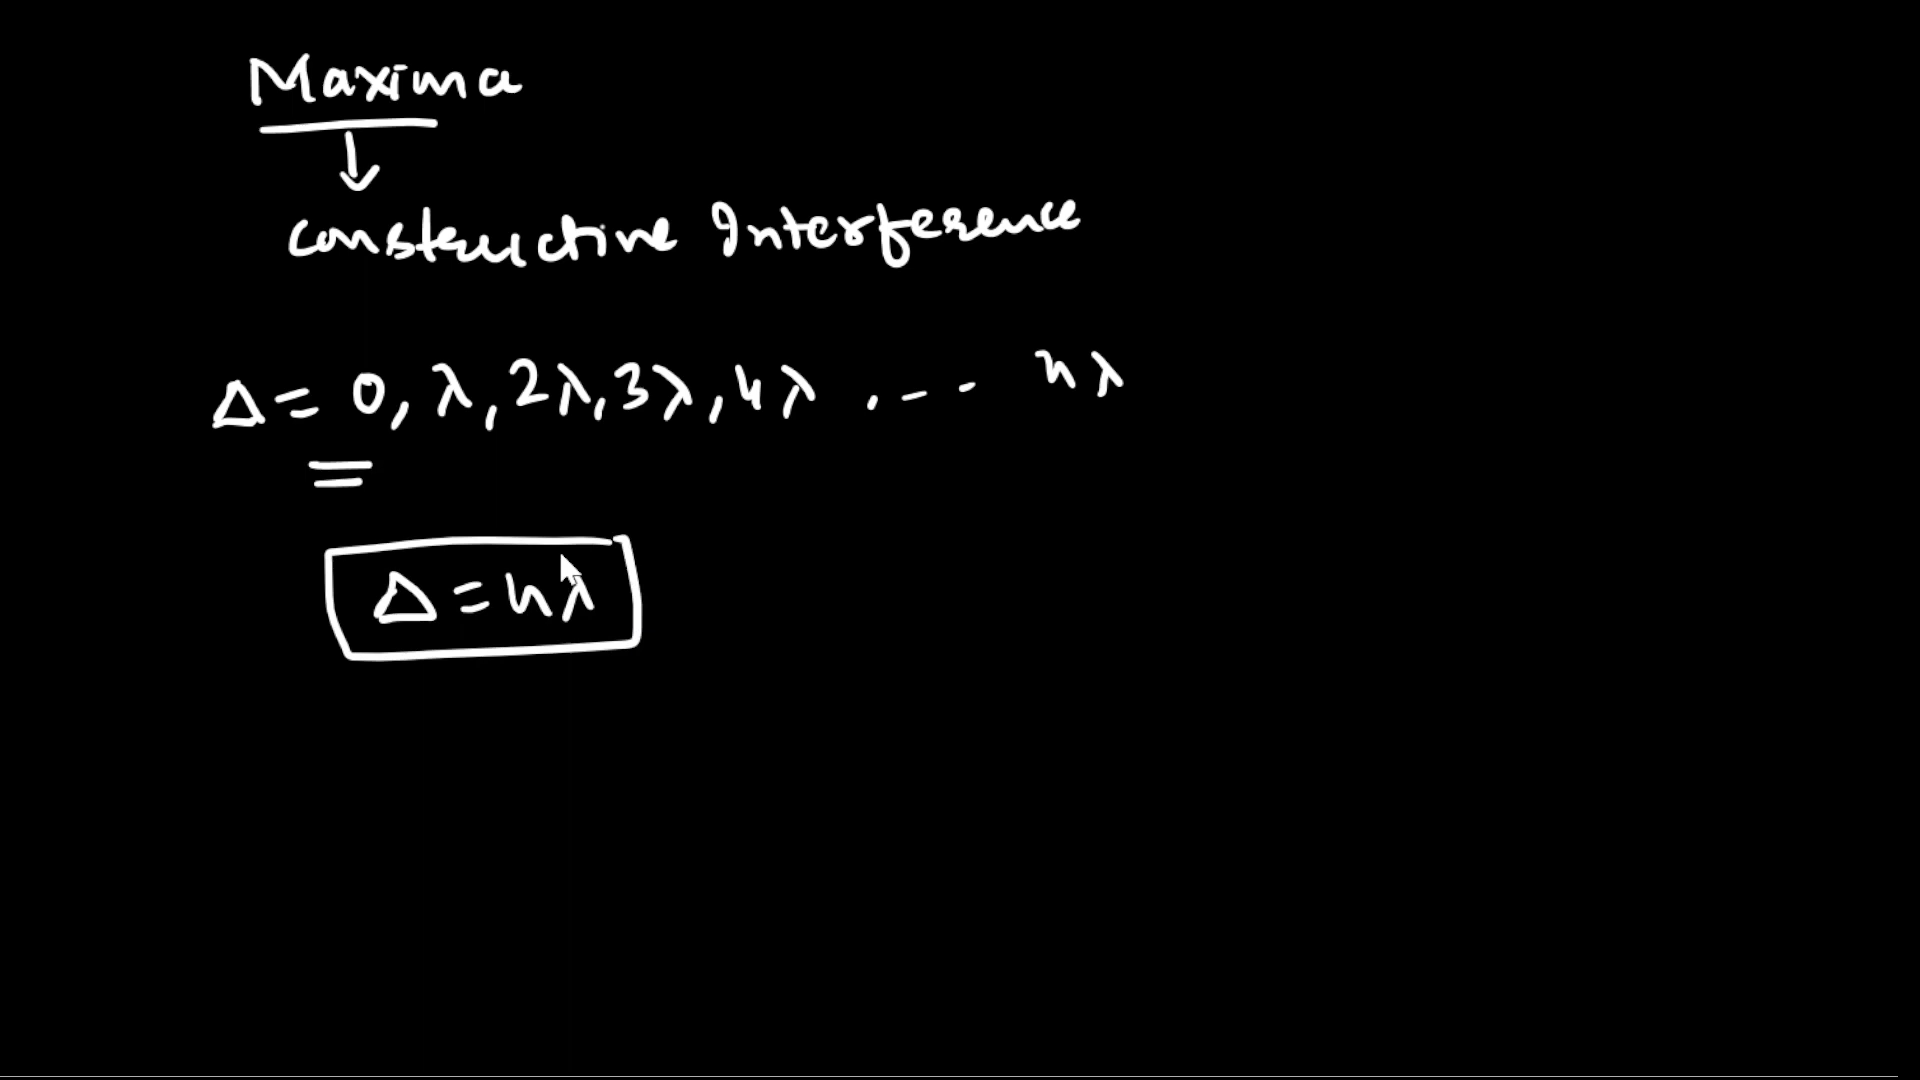 Maxima
constructive Interference
Δ = 0, λ, 2λ, 3λ, 4λ . - - nλ
Δ = nλ